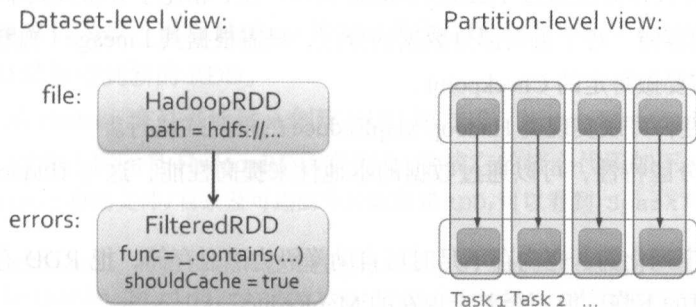 Dataset-level view:
Partition-level view:
file:
HadoopRDD
path = hdfs://...
errors:
FilteredRDD
func = _.contains(...)
shouldCache = true
Task 1 Task 2 ...